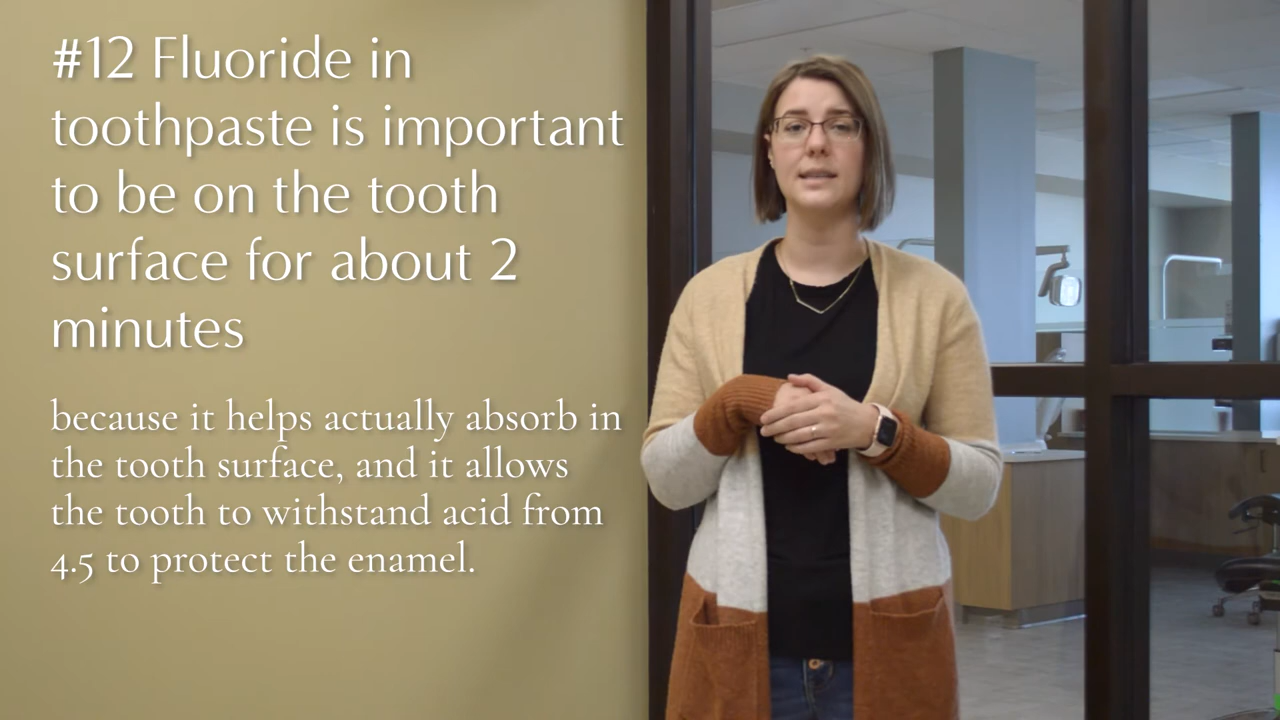 #12 Fluoride in
toothpaste is important
to be on the tooth
surface for about 2
minutes
because it helps actually absorb in
the tooth surface, and it allows
the tooth to withstand acid from
4.5 to protect the enamel.